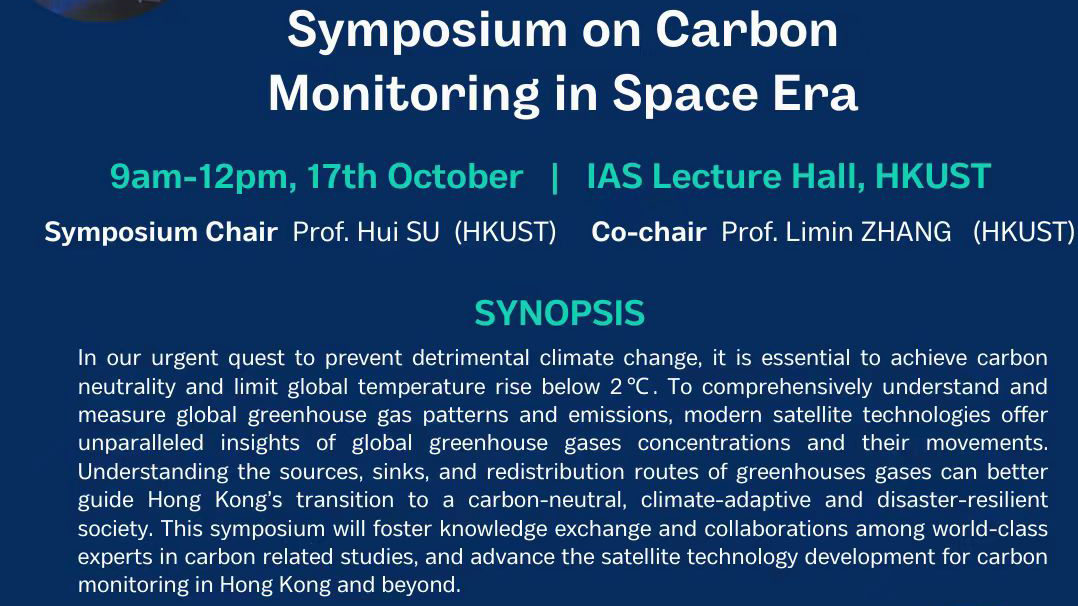 Symposium on Carbon
Monitoring in Space Era
9am-12pm, 17th October | IAS Lecture Hall, HKUST
Symposium Chair Prof. Hui SU (HKUST) Co-chair Prof. Limin ZHANG (HKUST)
SYNOPSIS
In our urgent quest to prevent detrimental climate change, it is essential to achieve carbon
neutrality and limit global temperature rise below 2℃. To comprehensively understand and
measure global greenhouse gas patterns and emissions, modern satellite technologies offer
unparalleled insights of global greenhouse gases concentrations and their movements.
Understanding the sources, sinks, and redistribution routes of greenhouses gases can better
guide Hong Kong's transition to a carbon-neutral, climate-adaptive and disaster-resilient
society. This symposium will foster knowledge exchange and collaborations among world-class
experts in carbon related studies, and advance the satellite technology development for carbon
monitoring in Hong Kong and beyond.